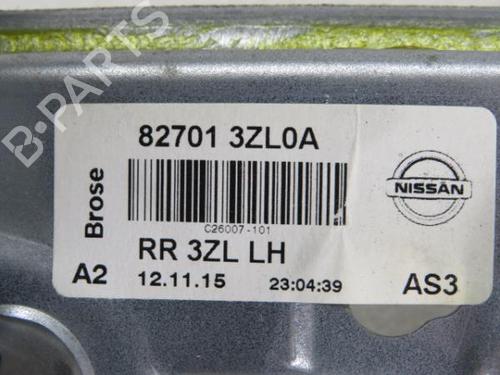 B-PARTS
82701 3ZL0A
Brose
C26007-101
NISSAN
RR 3ZL LH
A2
12.11.15
23:04:39
AS3